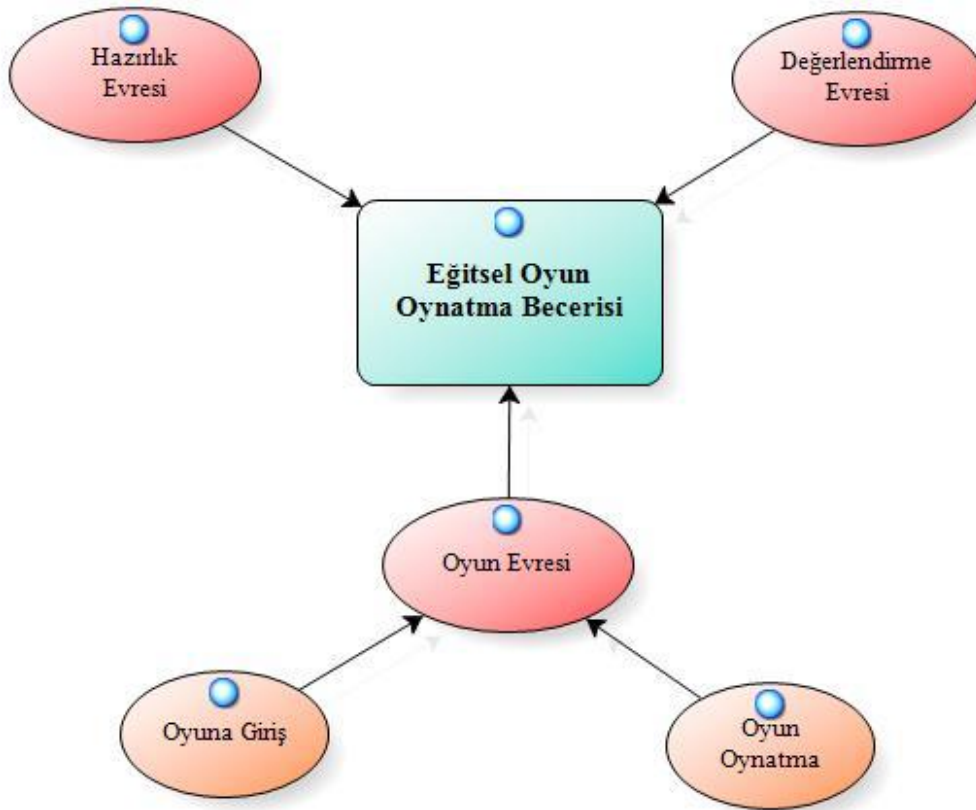 Hazırlık
Evresi
Değerlendirme
Evresi
Eğitsel Oyun
Oynatma Becerisi
Oyun Evresi
Oyuna Giriş
Oyun
Oynatma